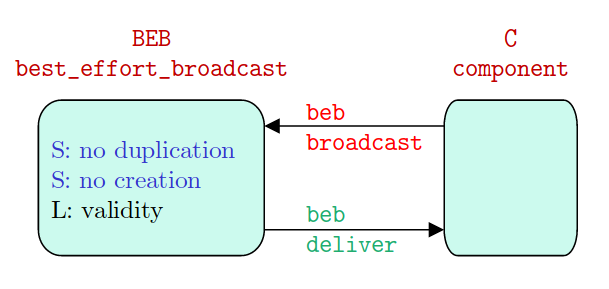 BEB
best_effort_broadcast
C
component
S: no duplication
S: no creation
L: validity
beb
broadcast
beb
deliver